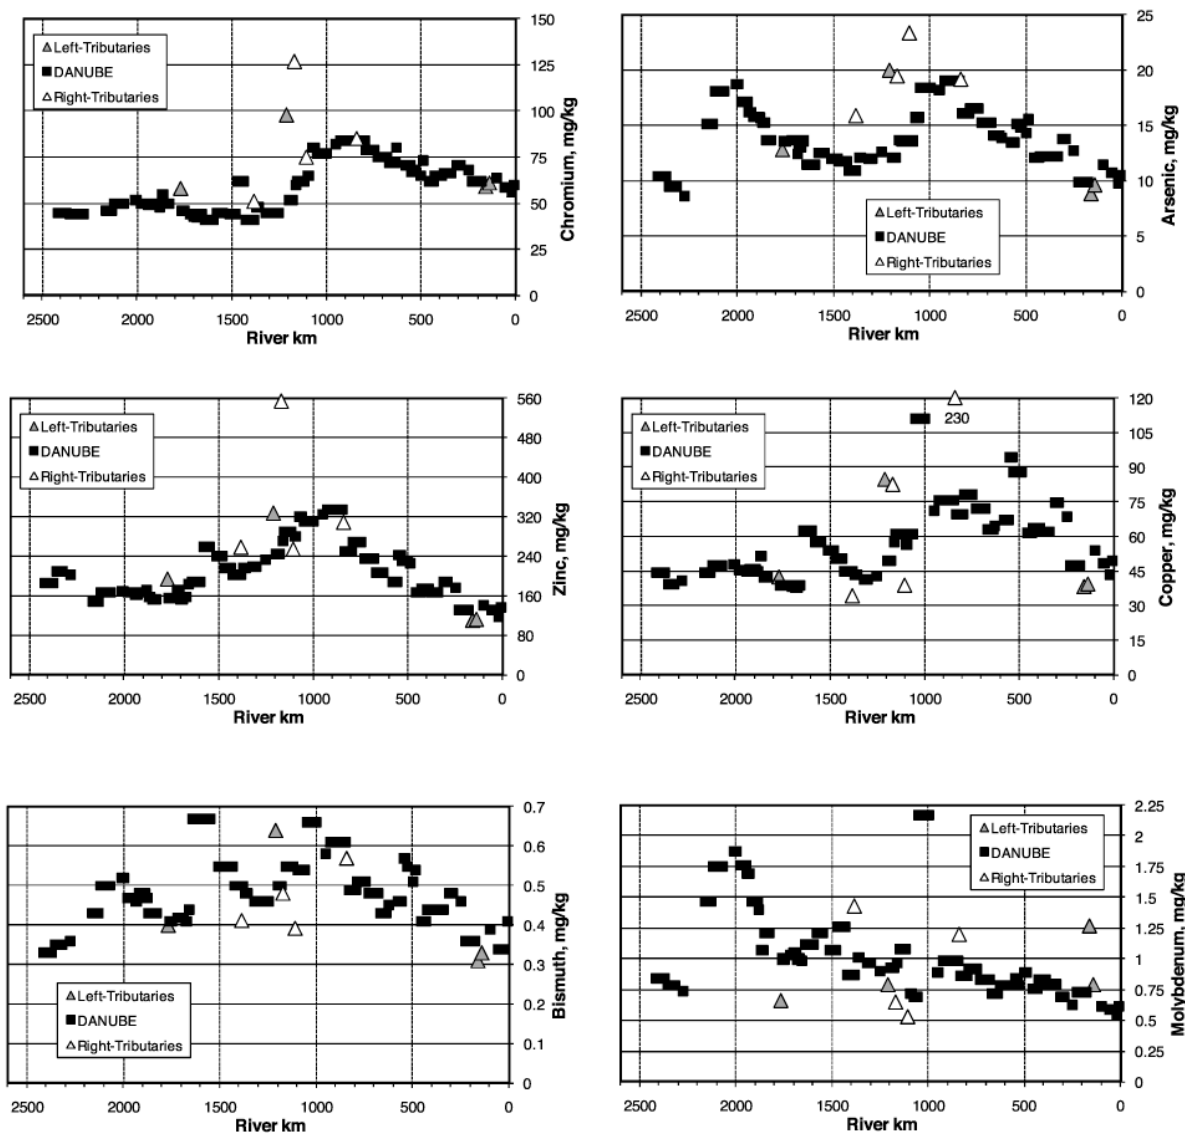 150
125
100
75
50
25
0
Chromium, mg/kg
Left-Tributaries
DANUBE
Right-Tributaries
2500 2000 1500 1000 500 0
River km
25
20
15
10
5
0
Arsenic, mg/kg
Left-Tributaries
DANUBE
Right-Tributaries
2500 2000 1500 1000 500 0
River km
560
480
400
320
240
160
80
0
Zinc, mg/kg
Left-Tributaries
DANUBE
Right-Tributaries
2500 2000 1500 1000 500 0
River km
120
105
90
75
60
45
30
15
0
Copper, mg/kg
Left-Tributaries
DANUBE
Right-Tributaries
230
2500 2000 1500 1000 500 0
River km
0.7
0.6
0.5
0.4
0.3
0.2
0.1
0
Bismuth, mg/kg
Left-Tributaries
DANUBE
Right-Tributaries
2500 2000 1500 1000 500 0
River km
2.25
2
1.75
1.5
1.25
1
0.75
0.5
0.25
0
Molybdenum, mg/kg
Left-Tributaries
DANUBE
Right-Tributaries
2500 2000 1500 1000 500 0
River km